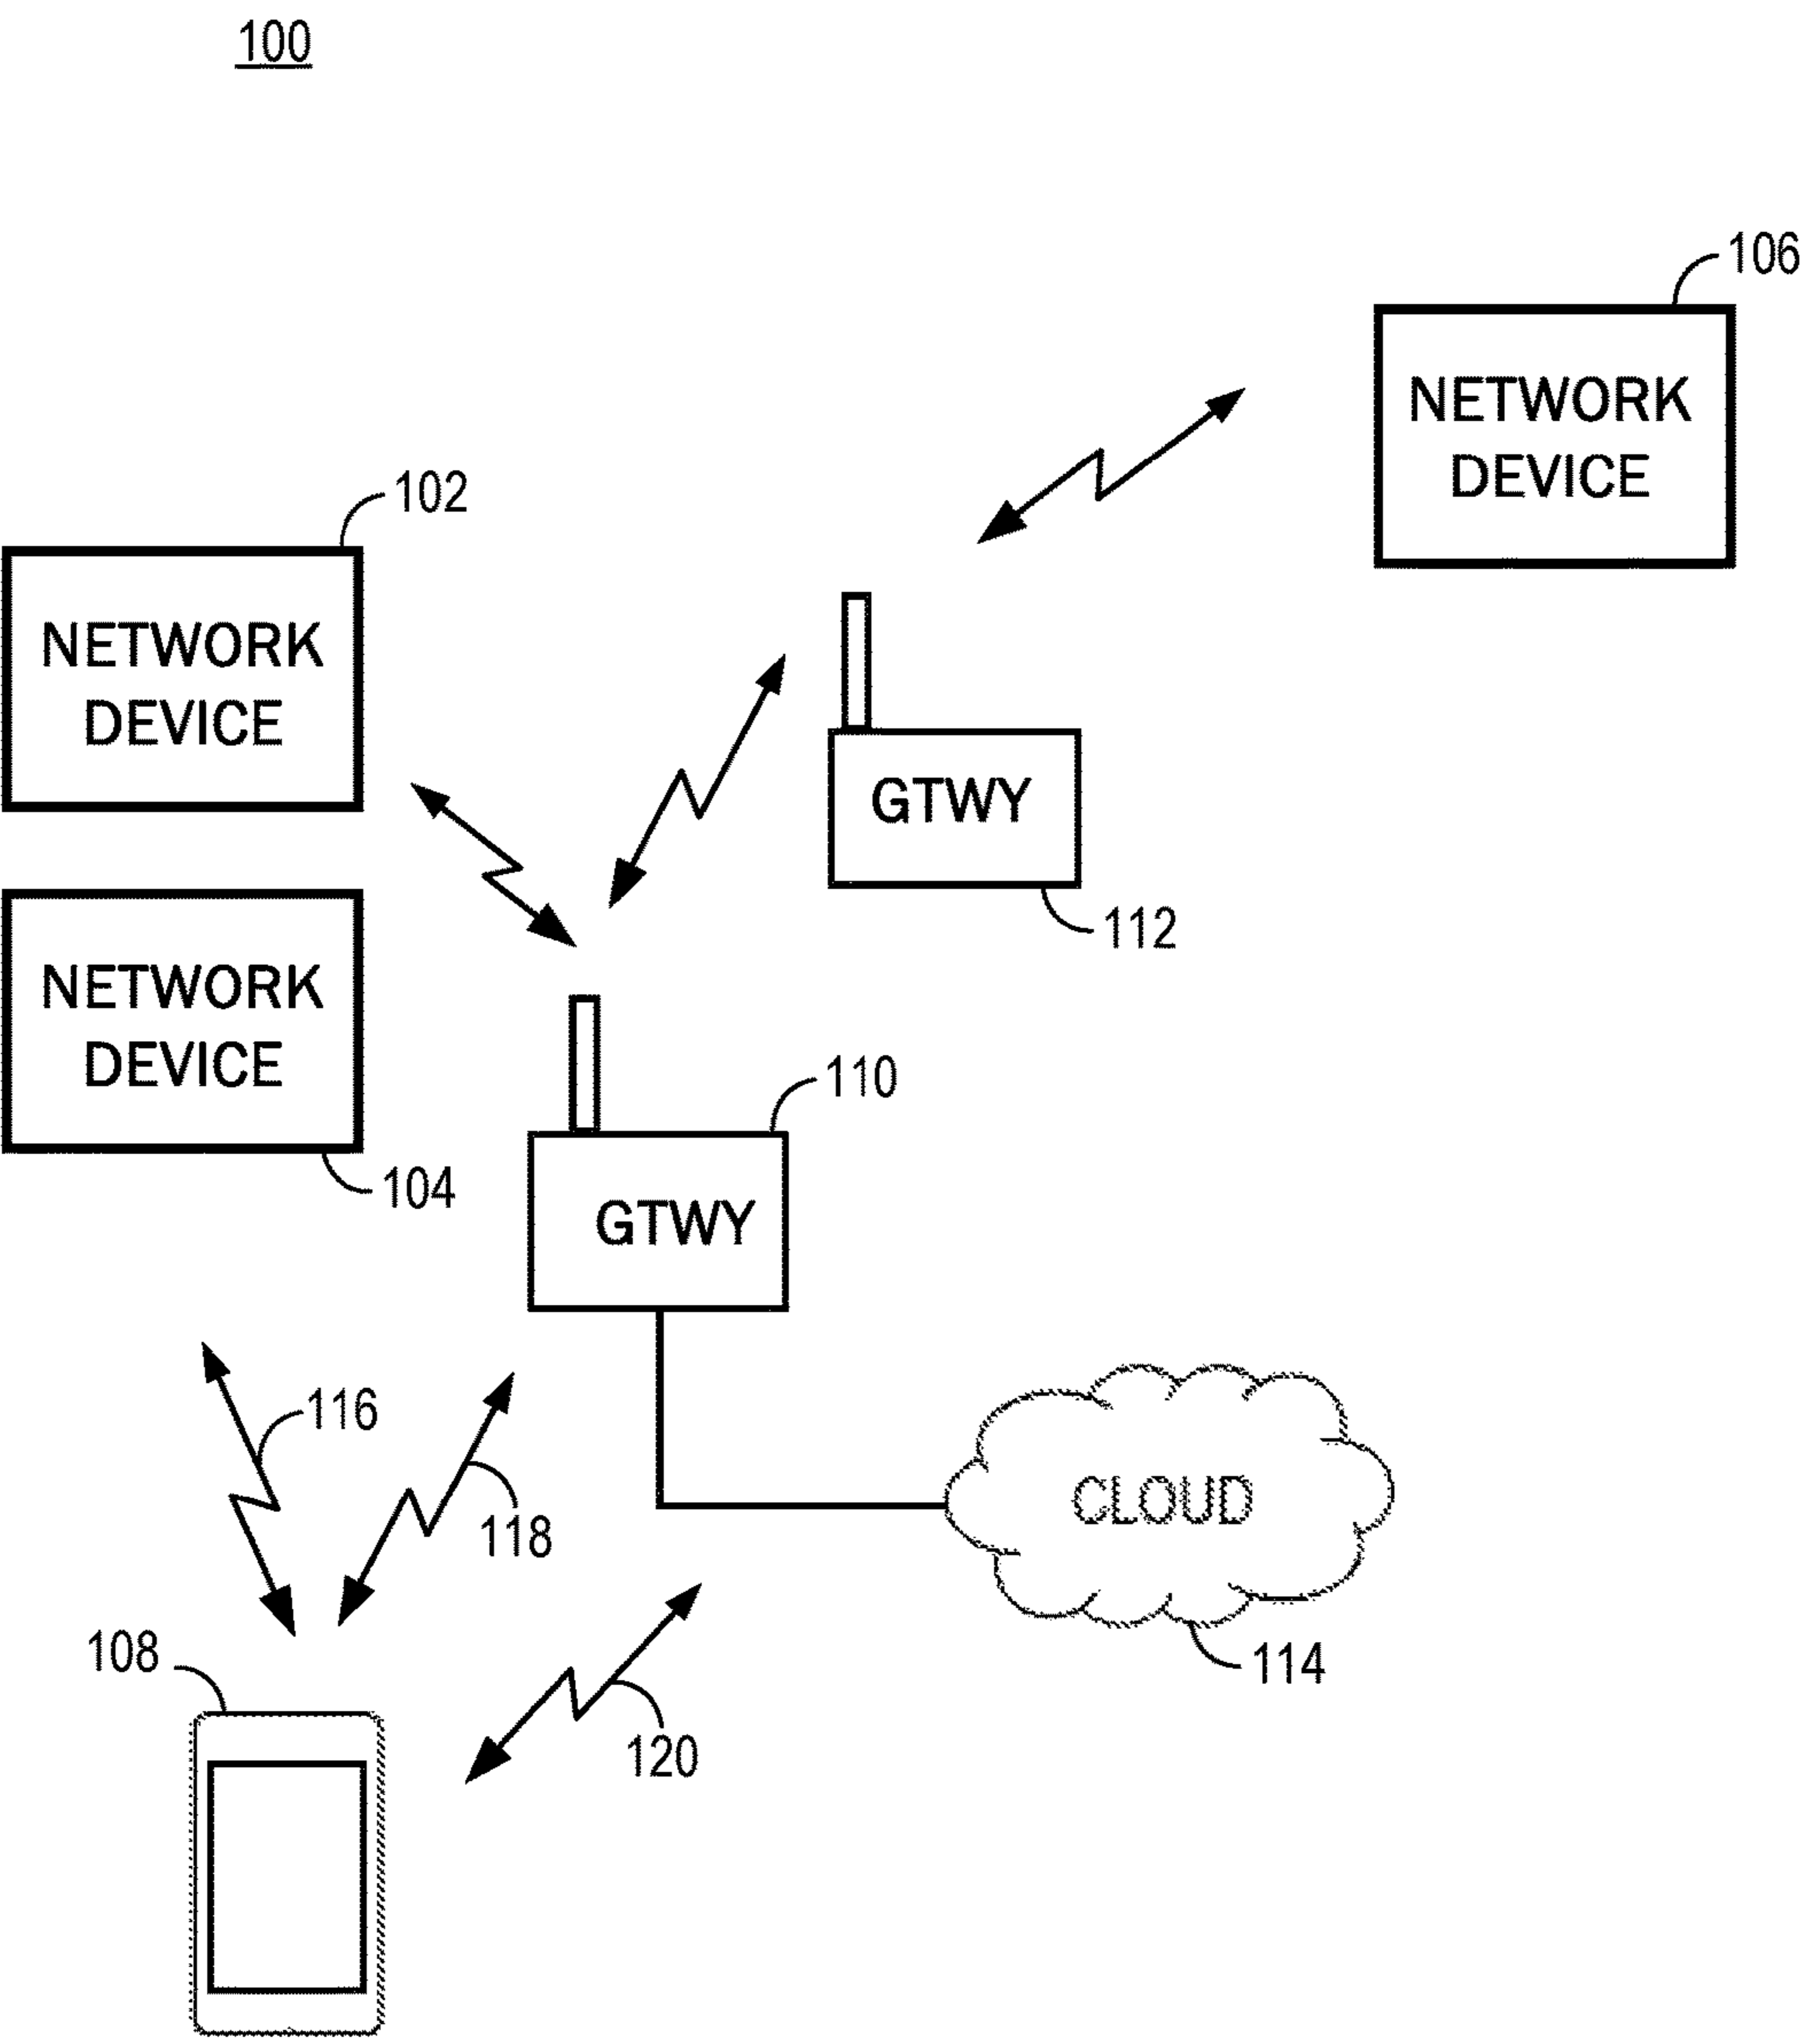 100
106
NETWORK
DEVICE
102
NETWORK
DEVICE
GTWY
112
NETWORK
DEVICE
104
110
GTWY
116
118
CLOUD
114
108
120